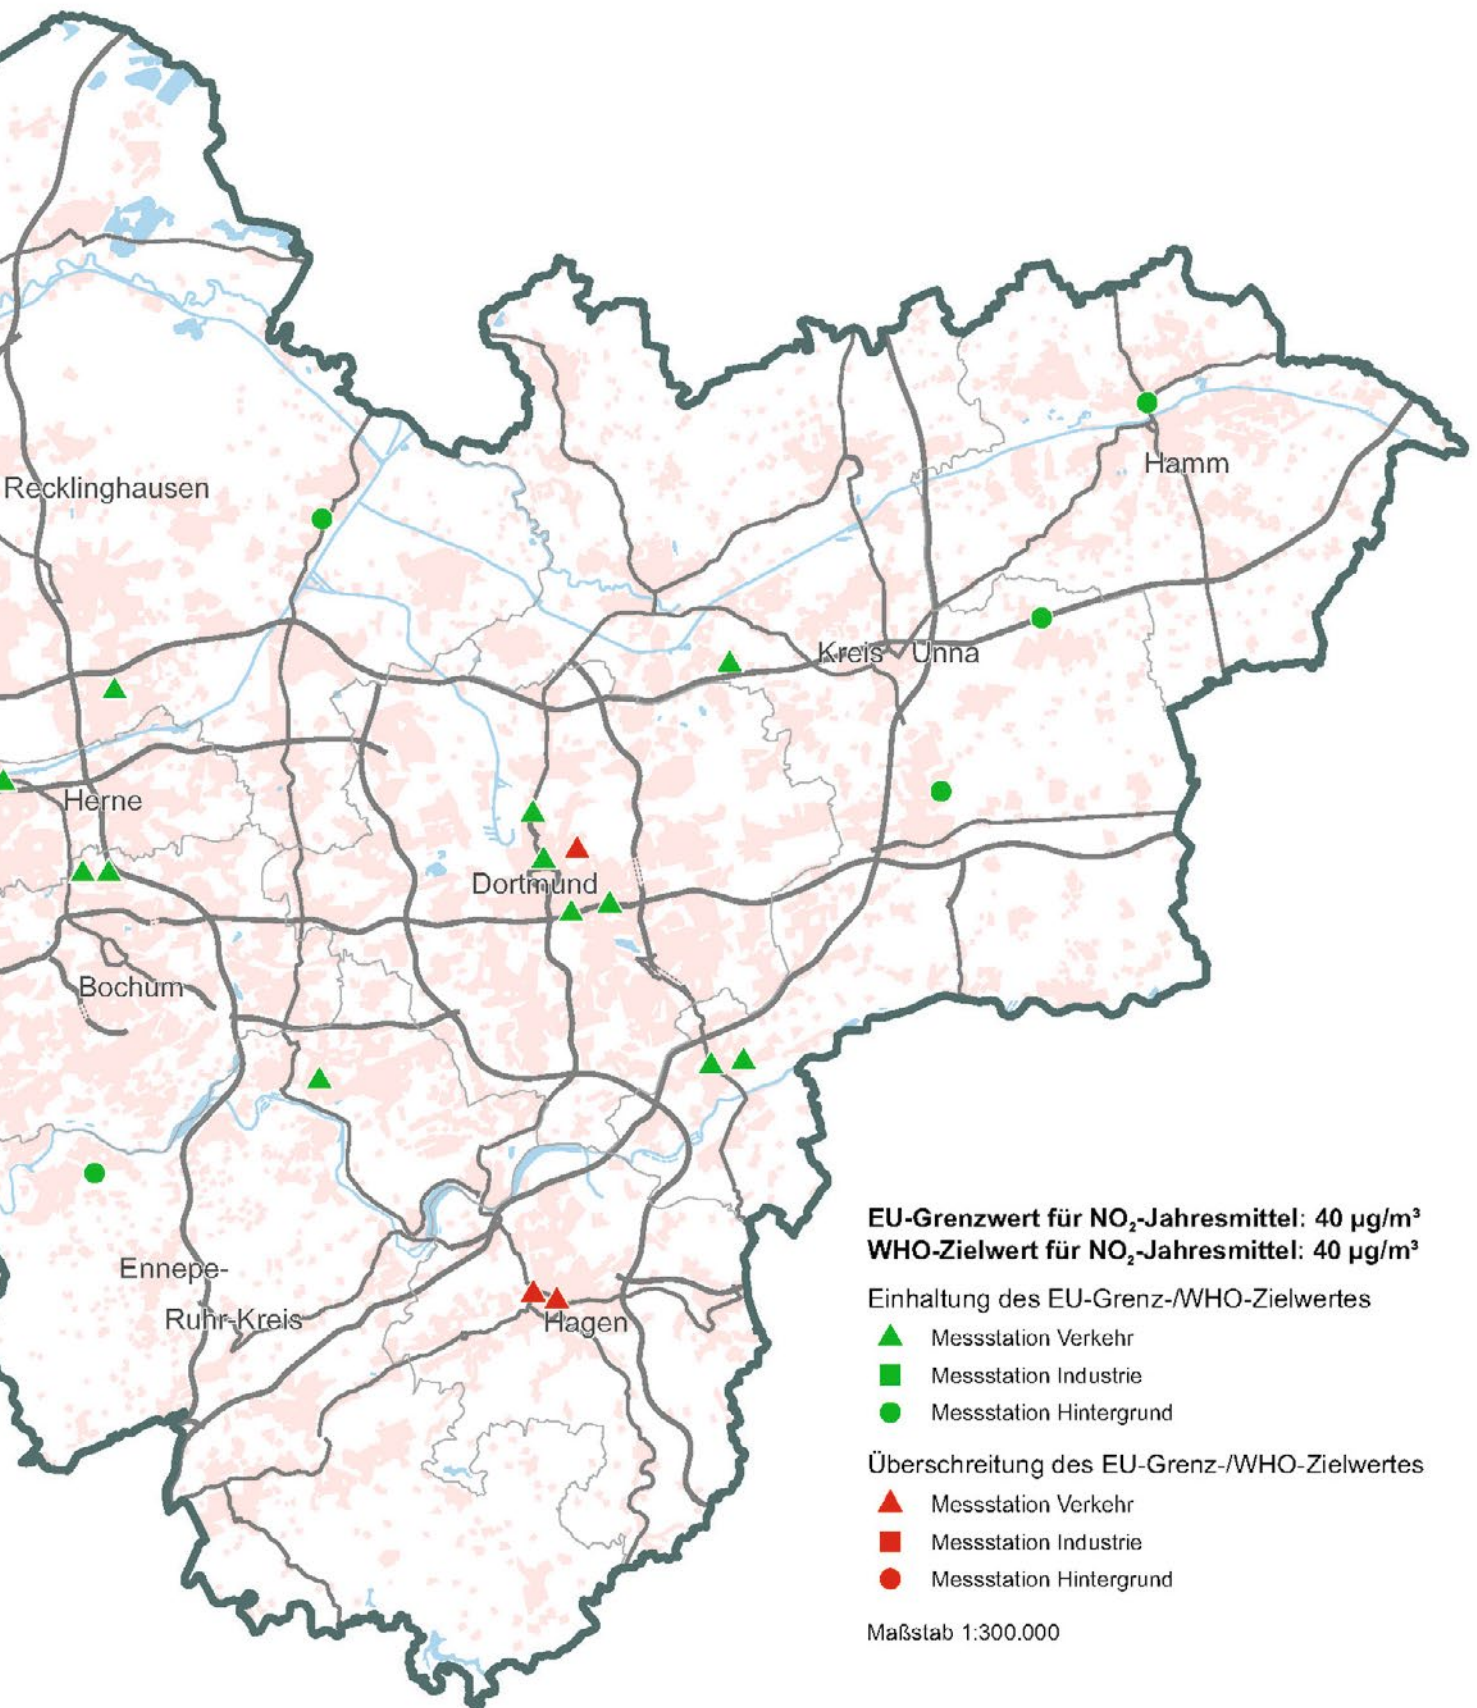 Recklinghausen
Hamm
Kreis Unna
Herne
Dortmund
Bochum
EU-Grenzwert für NO₂-Jahresmittel: 40 µg/m³
WHO-Zielwert für NO₂-Jahresmittel: 40 µg/m³
Ennepe-
Ruhr-Kreis
Hagen
Einhaltung des EU-Grenz-/WHO-Zielwertes
Messstation Verkehr
Messstation Industrie
Messstation Hintergrund
Überschreitung des EU-Grenz-/WHO-Zielwertes
Messstation Verkehr
Messstation Industrie
Messstation Hintergrund
Maßstab 1:300.000